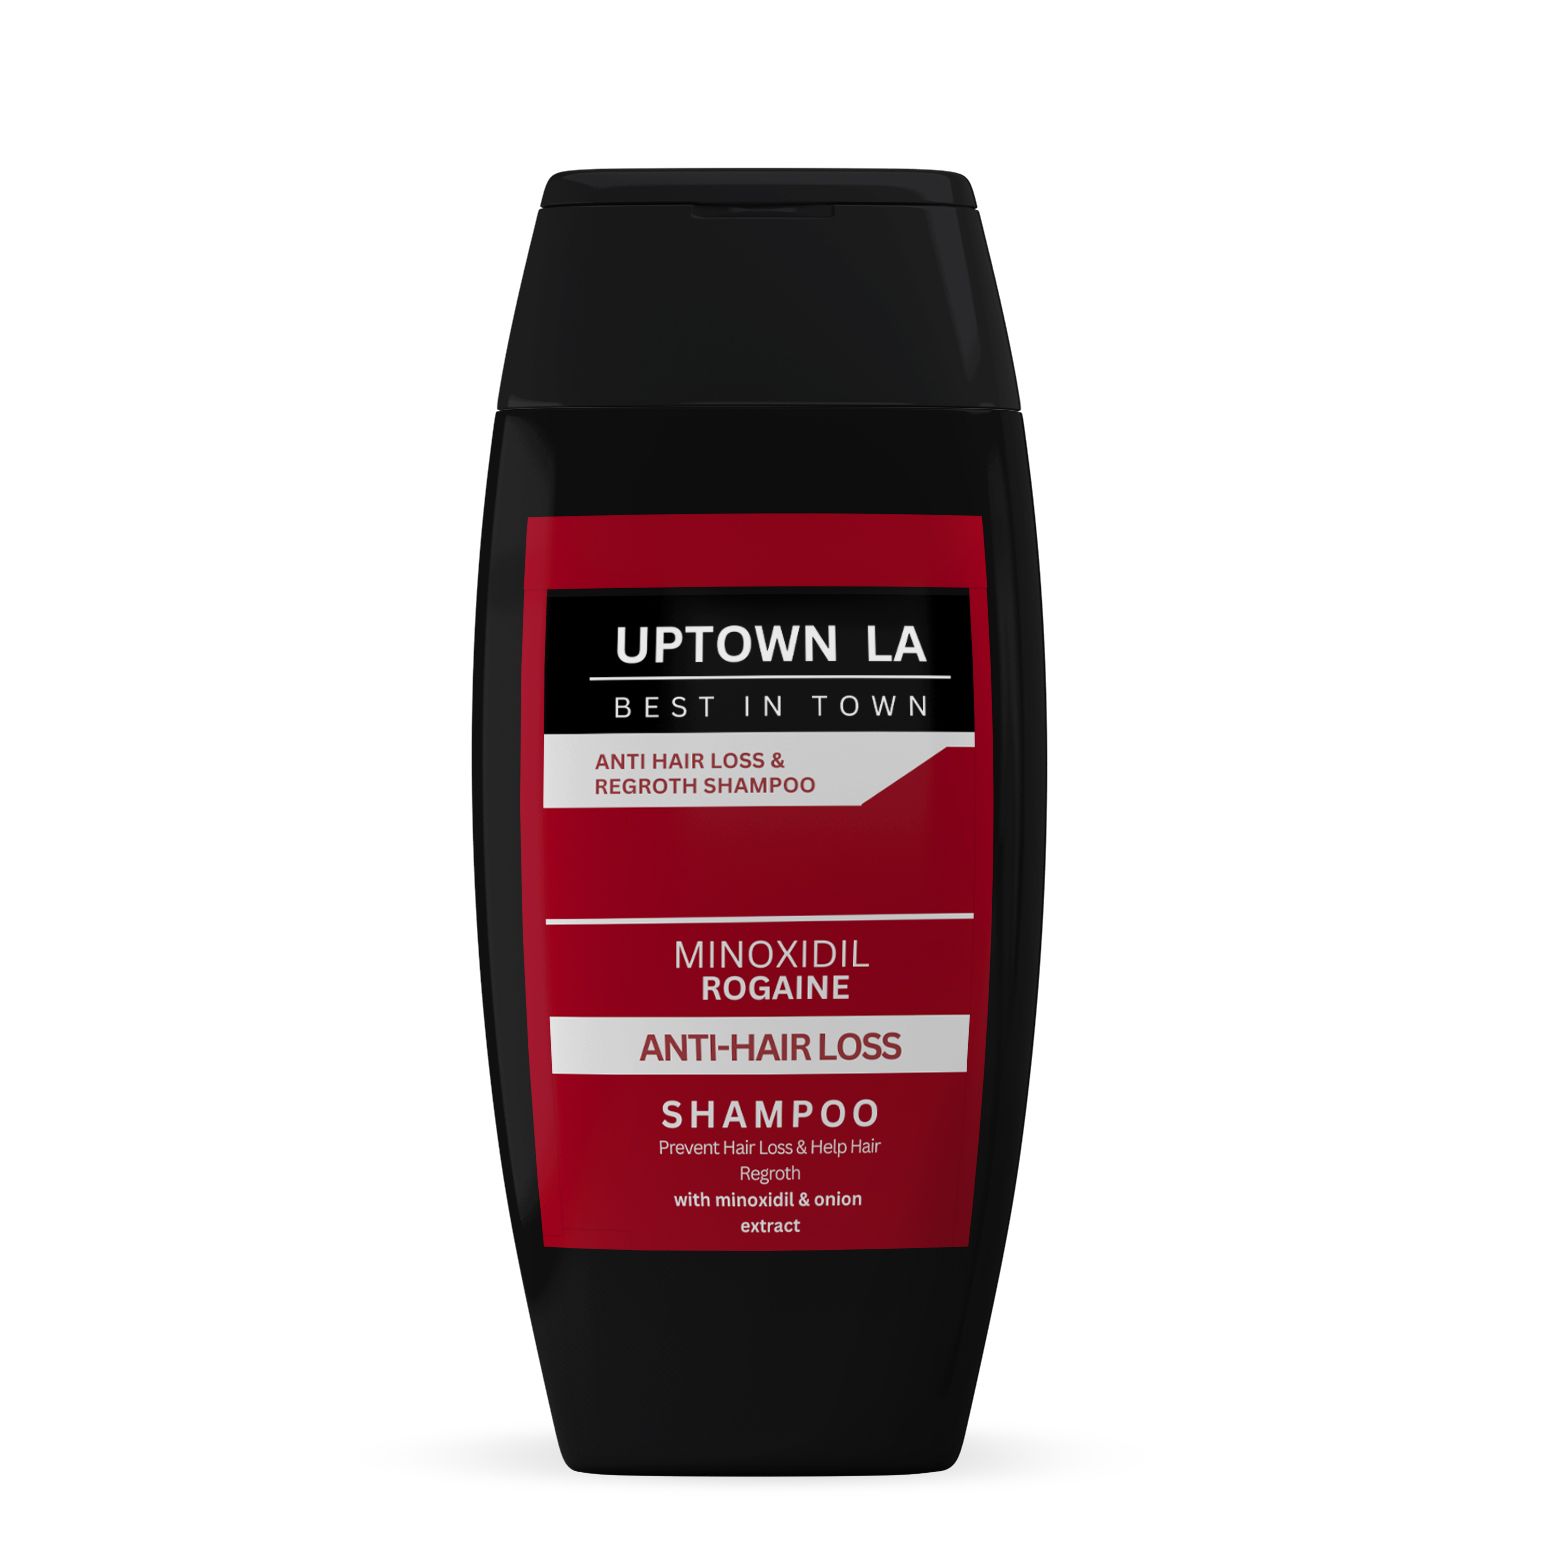 UPTOWN LA
BEST IN TOWN
ANTI HAIR LOSS &
REGROTH SHAMPOO
MINOXIDIL
ROGAINE
ANTI-HAIR LOSS
SHAMPOO
Prevent Hair Loss & Help Hair
Regroth
with minoxidil & onion
extract